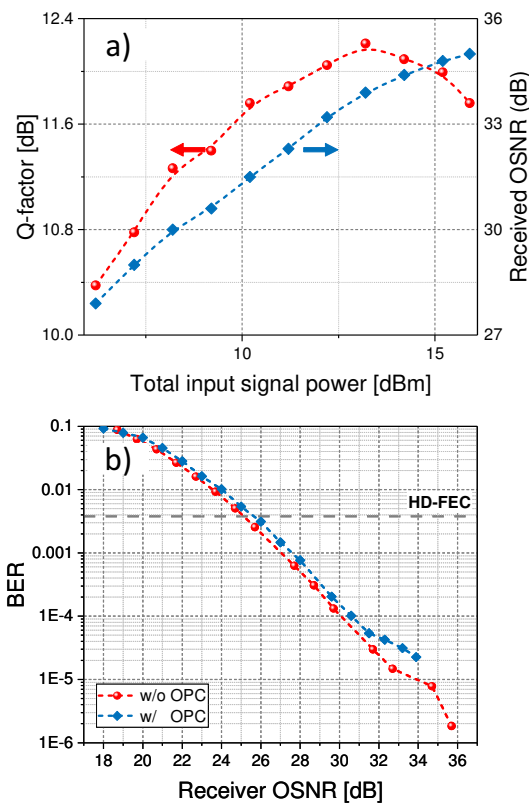 a)
12.4
11.6
10.8
10.0
Q-factor [dB]
36
33
30
27
Received OSNR (dB)
10
15
Total input signal power [dBm]
b)
0.1
0.01
0.001
1E-4
1E-5
1E-6
BER
HD-FEC
w/o OPC
w/ OPC
18 20 22 24 26 28 30 32 34 36
Receiver OSNR [dB]